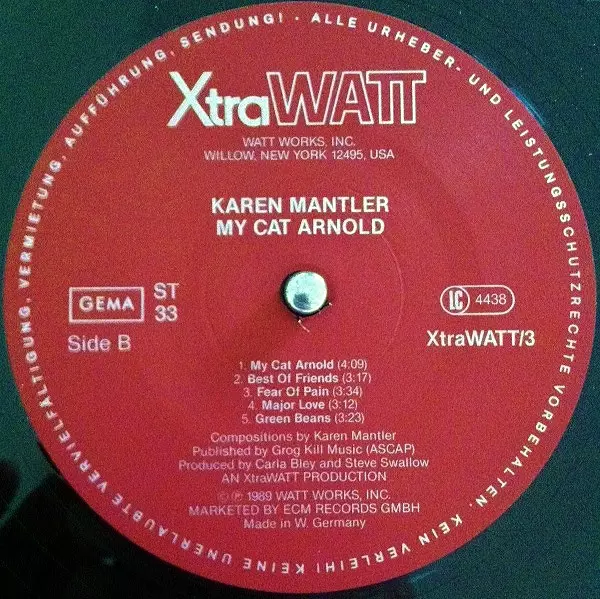 ALLE URHEBER- UND LEISTUNGSSCHUTZRECHTE VORBEHALTEN. KEIN VERLEIH! KEINE UNERLAUBTE VERVIELFÄLTIGUNG, VERMIETUNG, AUFFÜHRUNG, SENDUNG! ·
XtraWATT
WATT WORKS, INC.
WILLOW, NEW YORK 12495, USA
KAREN MANTLER
MY CAT ARNOLD
GEMA
ST
33
Side B
LC 4438
XtraWATT/3
1. My Cat Arnold (4:09)
2. Best Of Friends (3:17)
3. Fear Of Pain (3:34)
4. Major Love (3:12)
5. Green Beans (3:23)
Compositions by Karen Mantler
Published by Grog Kill Music (ASCAP)
Produced by Carla Bley and Steve Swallow
AN XtraWATT PRODUCTION
©℗ 1989 WATT WORKS, INC.
MARKETED BY ECM RECORDS GMBH
Made in W. Germany